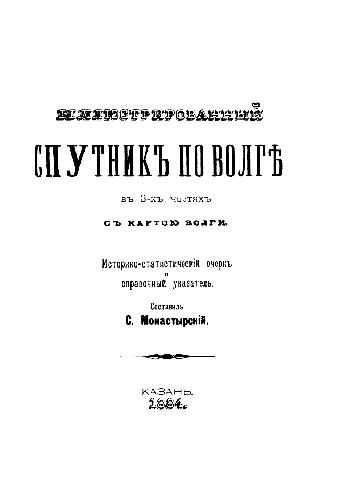 ИЛЛЮСТРИРОВАННЫЙ
СПУТНИКЪ ПО ВОЛГѢ
въ 3-хъ частяхъ
СЪ КАРТОЮ ВОЛГИ.
Историко-статистическій очеркъ
и
справочный указатель.
Составилъ
С. Монастырскій.
КАЗАНЬ.
1884.